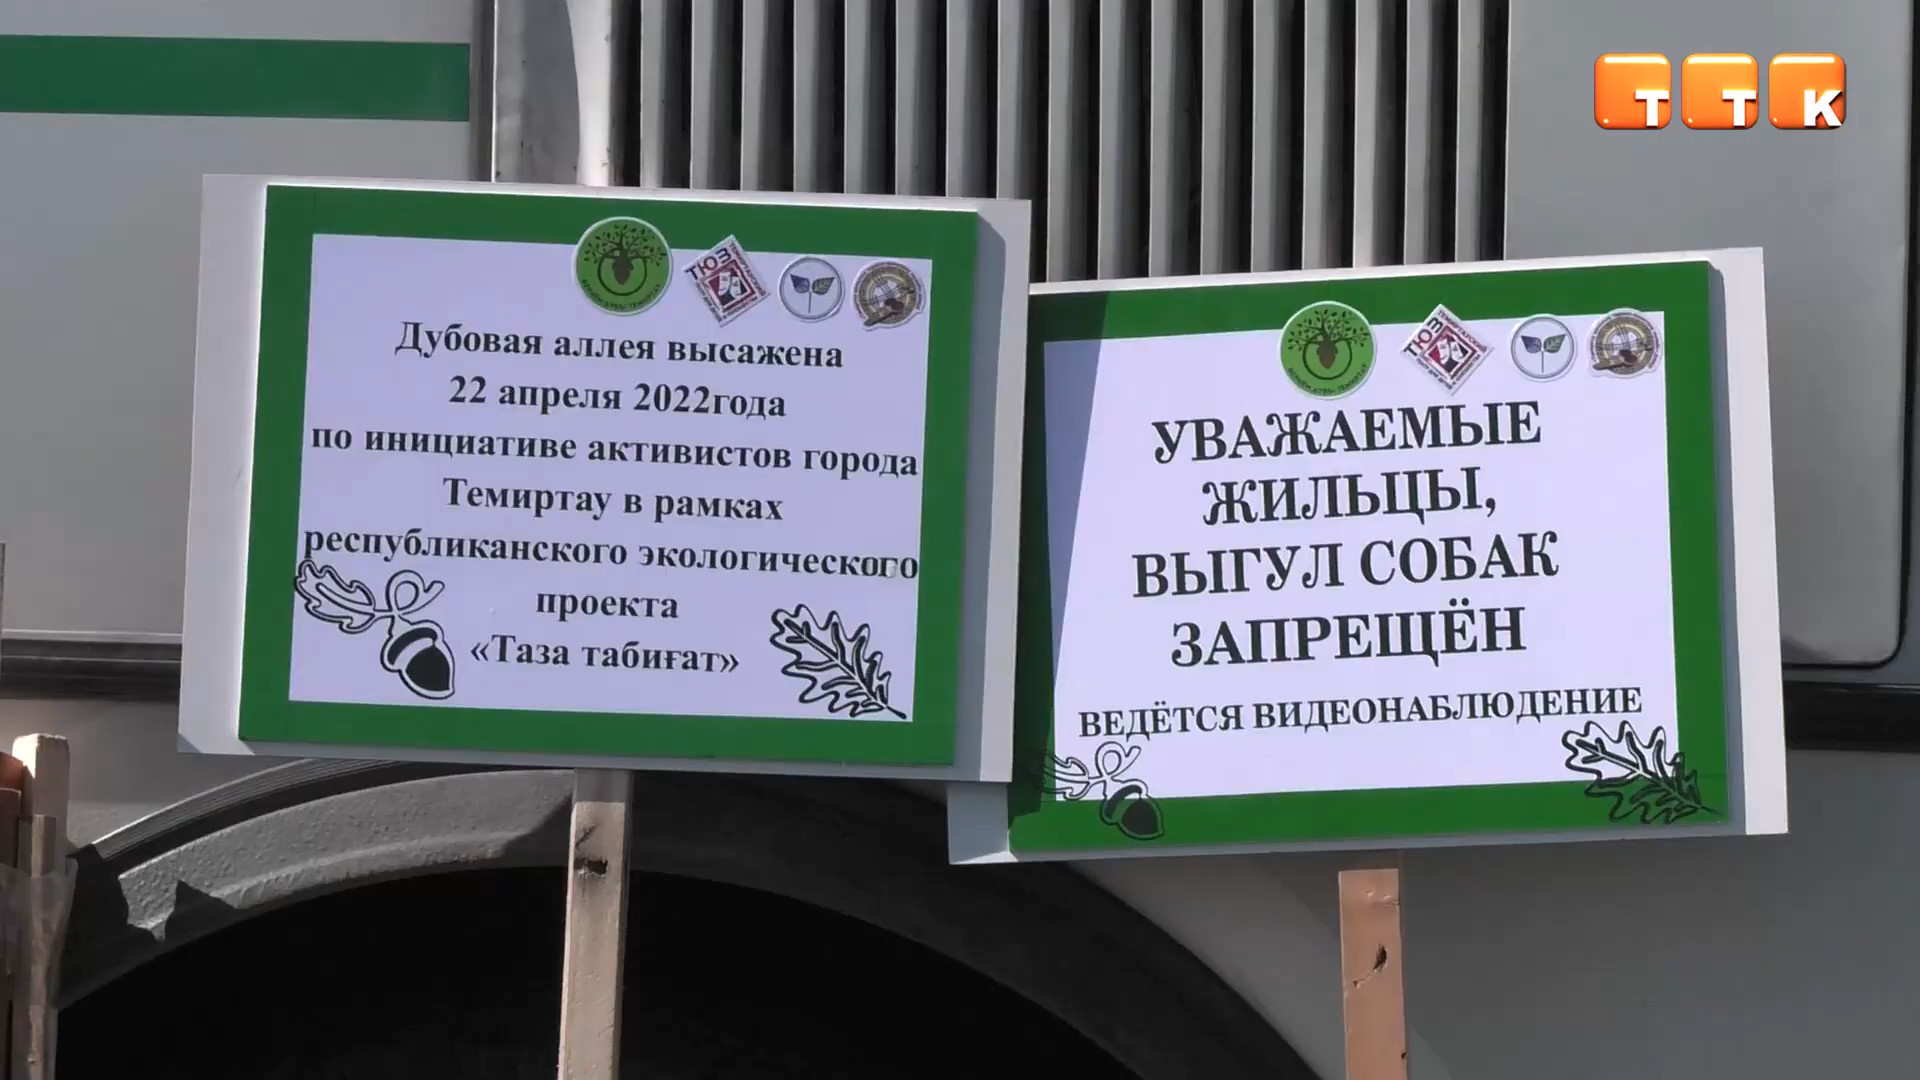 ТТК
Дубовая аллея высажена
22 апреля 2022года
по инициативе активистов города
Темиртау в рамках
республиканского экологического
проекта
«Таза табиғат»
ТЮЗ
УВАЖАЕМЫЕ
ЖИЛЬЦЫ,
ВЫГУЛ СОБАК
ЗАПРЕЩЁН
ВЕДЁТСЯ ВИДЕОНАБЛЮДЕНИЕ
ТЮЗ